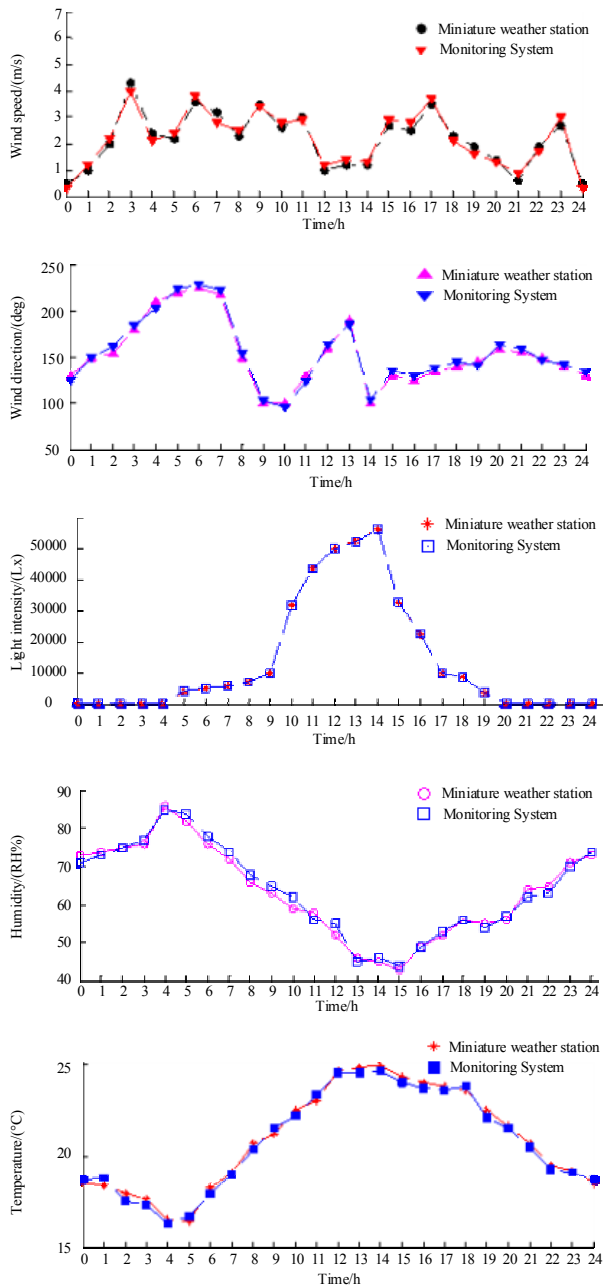 7
6
5
4
3
2
1
0
Wind speed/(m/s)
Miniature weather station
Monitoring System
0 1 2 3 4 5 6 7 8 9 10 11 12 13 14 15 16 17 18 19 20 21 22 23 24
Time/h
250
200
150
100
50
Wind direction/(deg)
Miniature weather station
Monitoring System
0 1 2 3 4 5 6 7 8 9 10 11 12 13 14 15 16 17 18 19 20 21 22 23 24
Time/h
50000
40000
30000
20000
10000
0
Light intensity/(Lx)
Miniature weather station
Monitoring System
0 1 2 3 4 5 6 7 8 9 10 11 12 13 14 15 16 17 18 19 20 21 22 23 24
Time/h
90
80
70
60
50
40
Humidity/(RH%)
Miniature weather station
Monitoring System
0 1 2 3 4 5 6 7 8 9 10 11 12 13 14 15 16 17 18 19 20 21 22 23 24
Time/h
25
20
15
Temperature/(°C)
Miniature weather station
Monitoring System
0 1 2 3 4 5 6 7 8 9 10 11 12 13 14 15 16 17 18 19 20 21 22 23 24
Time/h